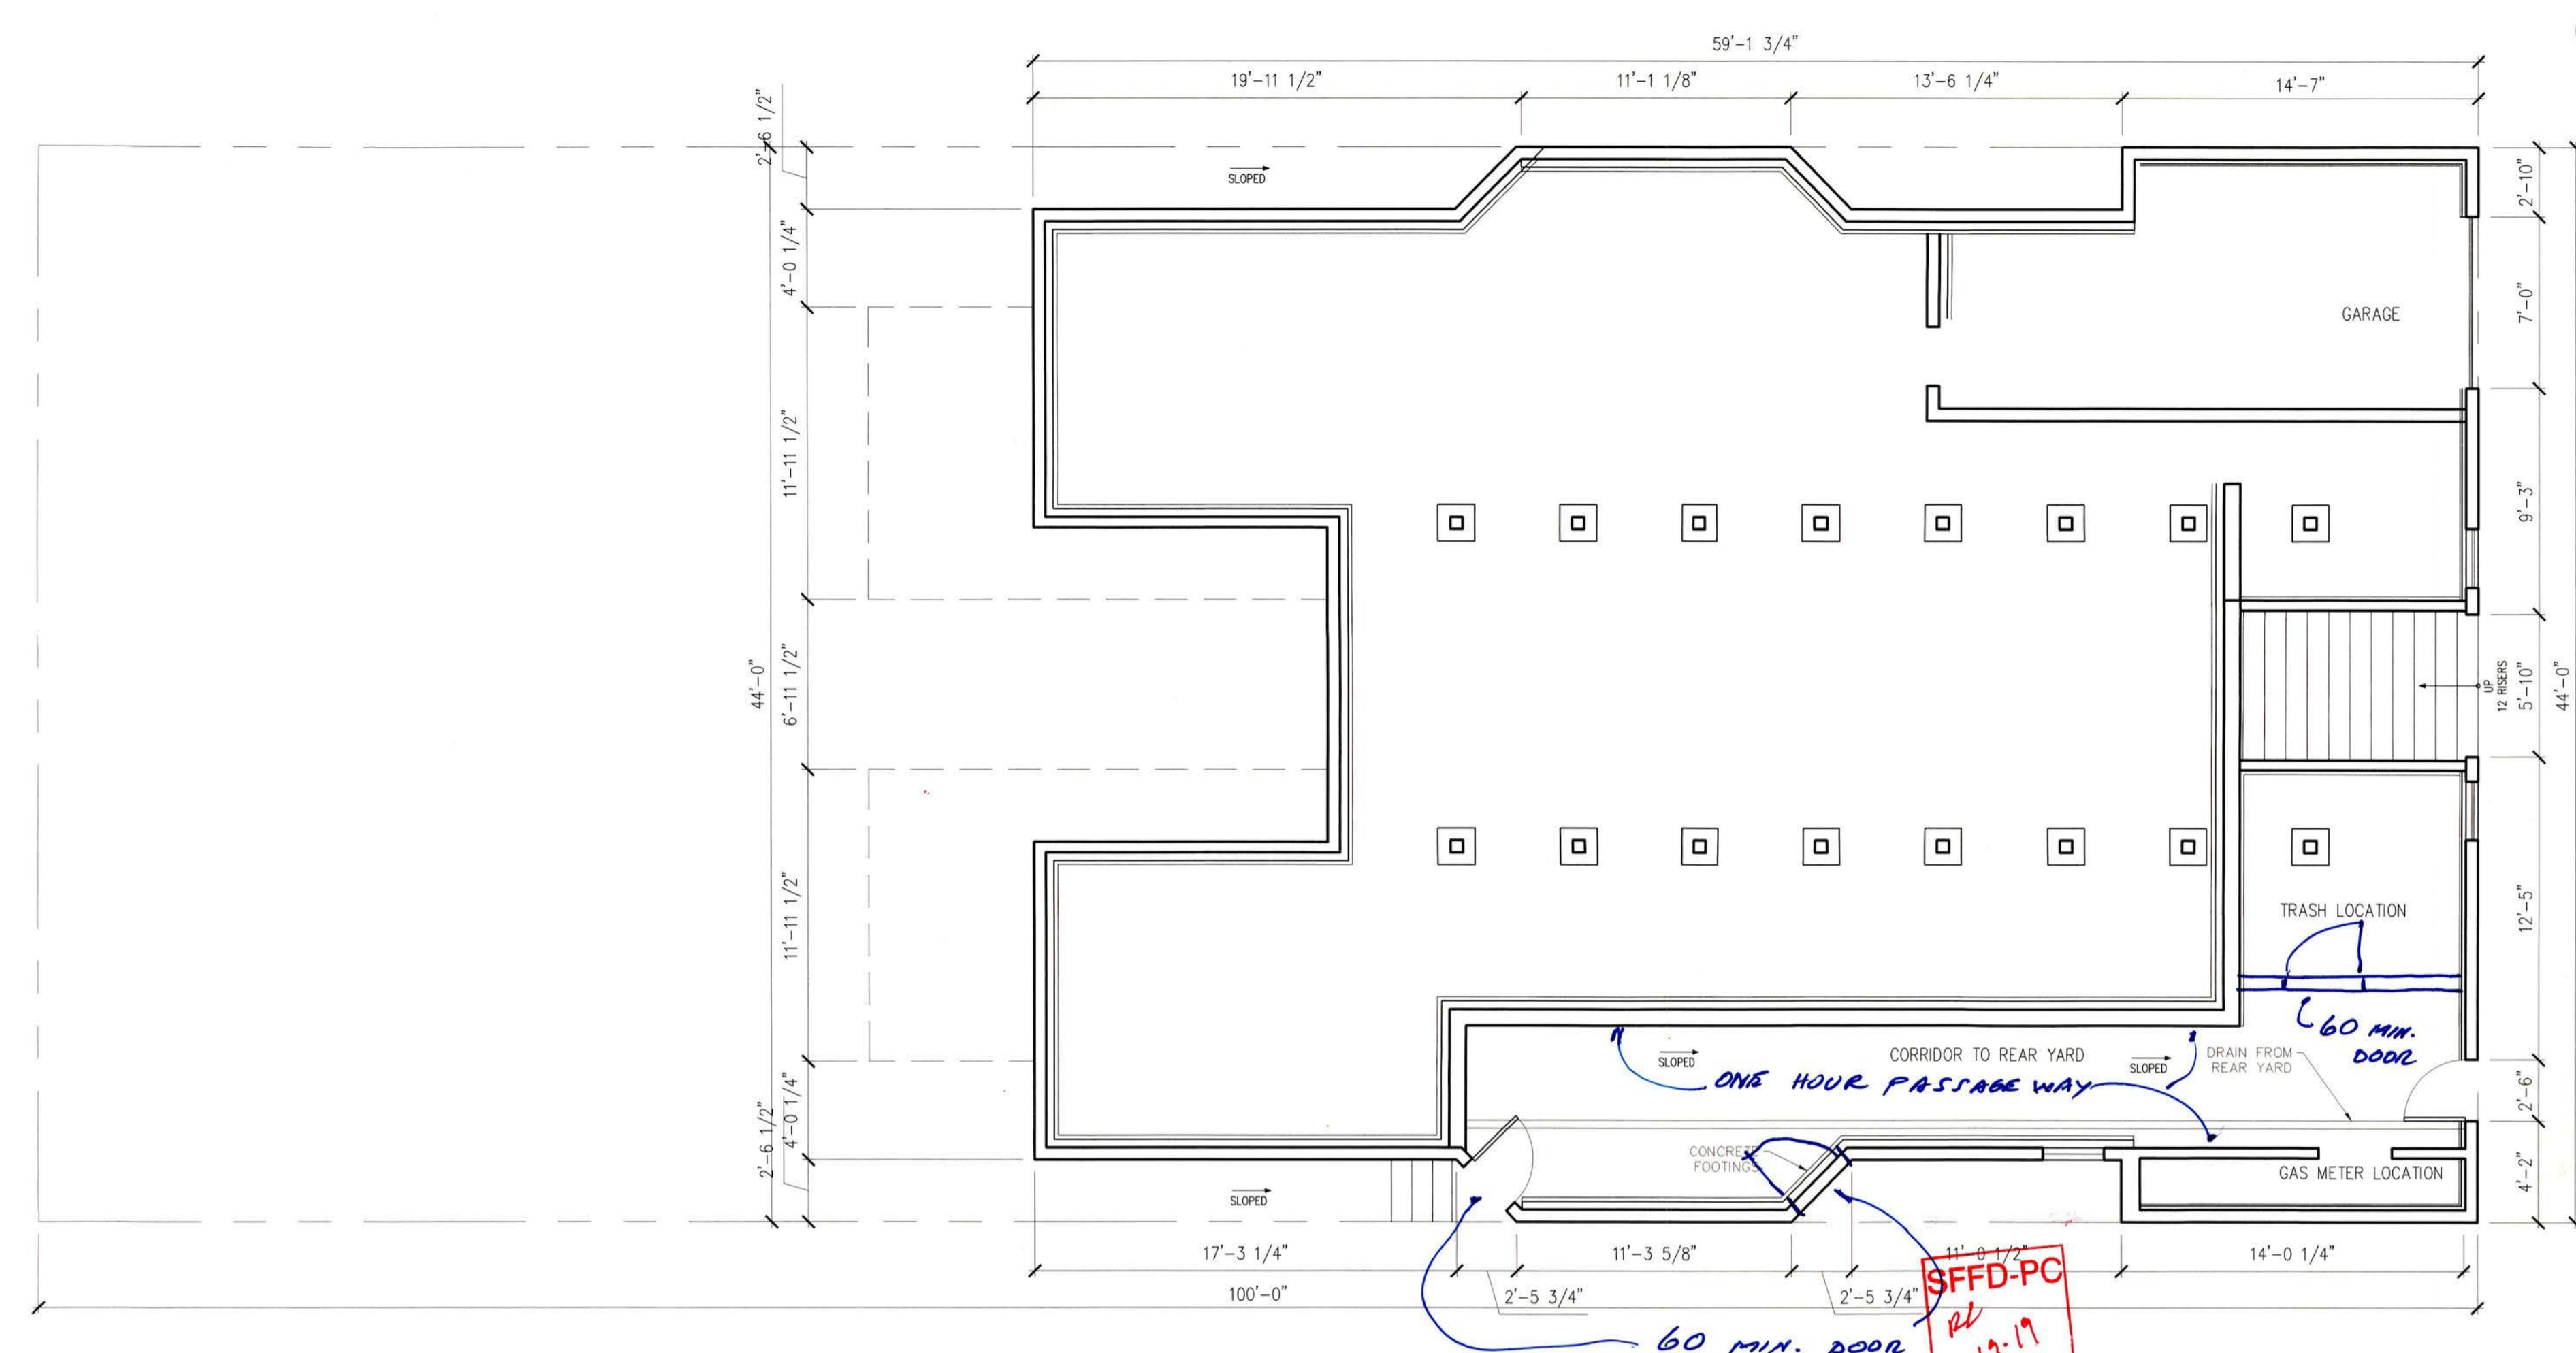 59'-1 3/4"
19'-11 1/2"
11'-1 1/8"
13'-6 1/4"
14'-7"
2'-6 1/2"
4'-0 1/4"
11'-11 1/2"
6'-11 1/2"
44'-0"
11'-11 1/2"
4'-0 1/4"
2'-6 1/2"
SLOPED
GARAGE
2'-10"
7'-0"
9'-3"
UP
12 RISERS
5'-10"
44'-0"
12'-5"
2'-6"
4'-2"
TRASH LOCATION
60 MIN.
DOOR
SLOPED
CORRIDOR TO REAR YARD
SLOPED
DRAIN FROM
REAR YARD
ONE HOUR PASSAGE WAY
CONCRETE
FOOTINGS
GAS METER LOCATION
SLOPED
17'-3 1/4"
11'-3 5/8"
11'-0 1/2"
14'-0 1/4"
100'-0"
2'-5 3/4"
2'-5 3/4"
SFFD-PC
60 MIN. DOOR